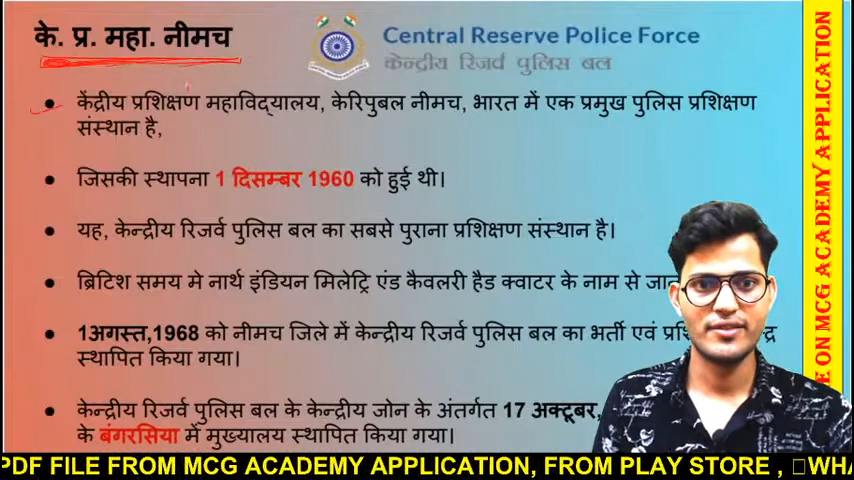 के. प्र. महा. नीमच
Central Reserve Police Force
केन्द्रीय रिजर्व पुलिस बल
केंद्रीय प्रशिक्षण महाविद्यालय, केरिपुबल नीमच, भारत में एक प्रमुख पुलिस प्रशिक्षण
संस्थान है,
जिसकी स्थापना 1 दिसम्बर 1960 को हुई थी।
यह, केन्द्रीय रिजर्व पुलिस बल का सबसे पुराना प्रशिक्षण संस्थान है।
ब्रिटिश समय मे नार्थ इंडियन मिलेट्रि एंड कैवलरी हैड क्वाटर के नाम से
1अगस्त,1968 को नीमच जिले में केन्द्रीय रिजर्व पुलिस बल का भर्ती एवं
स्थापित किया गया।
केन्द्रीय रिजर्व पुलिस बल के केन्द्रीय जोन के अंतर्गत 17 अक्टूबर,
के बंगरसिया में मुख्यालय स्थापित किया गया।
E ON MCG ACADEMY APPLICATION
PDF FILE FROM MCG ACADEMY APPLICATION, FROM PLAY STORE ,